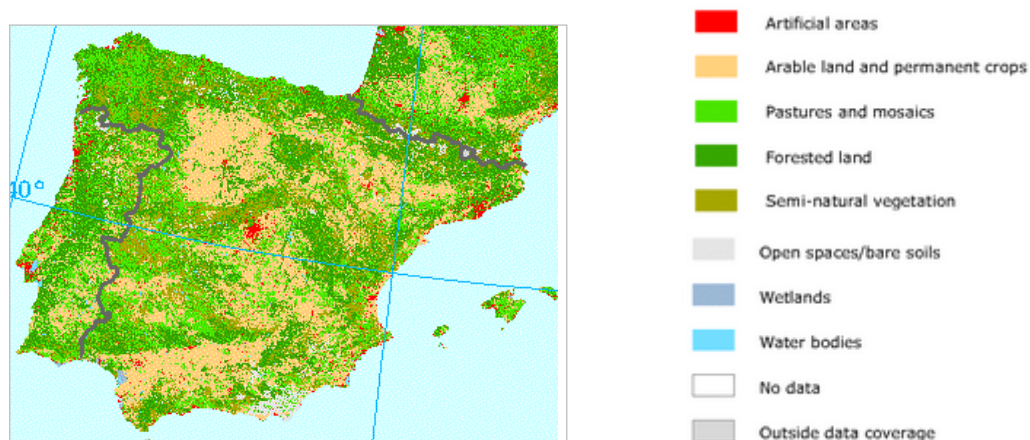 40°
Artificial areas
Arable land and permanent crops
Pastures and mosaics
Forested land
Semi-natural vegetation
Open spaces/bare soils
Wetlands
Water bodies
No data
Outside data coverage